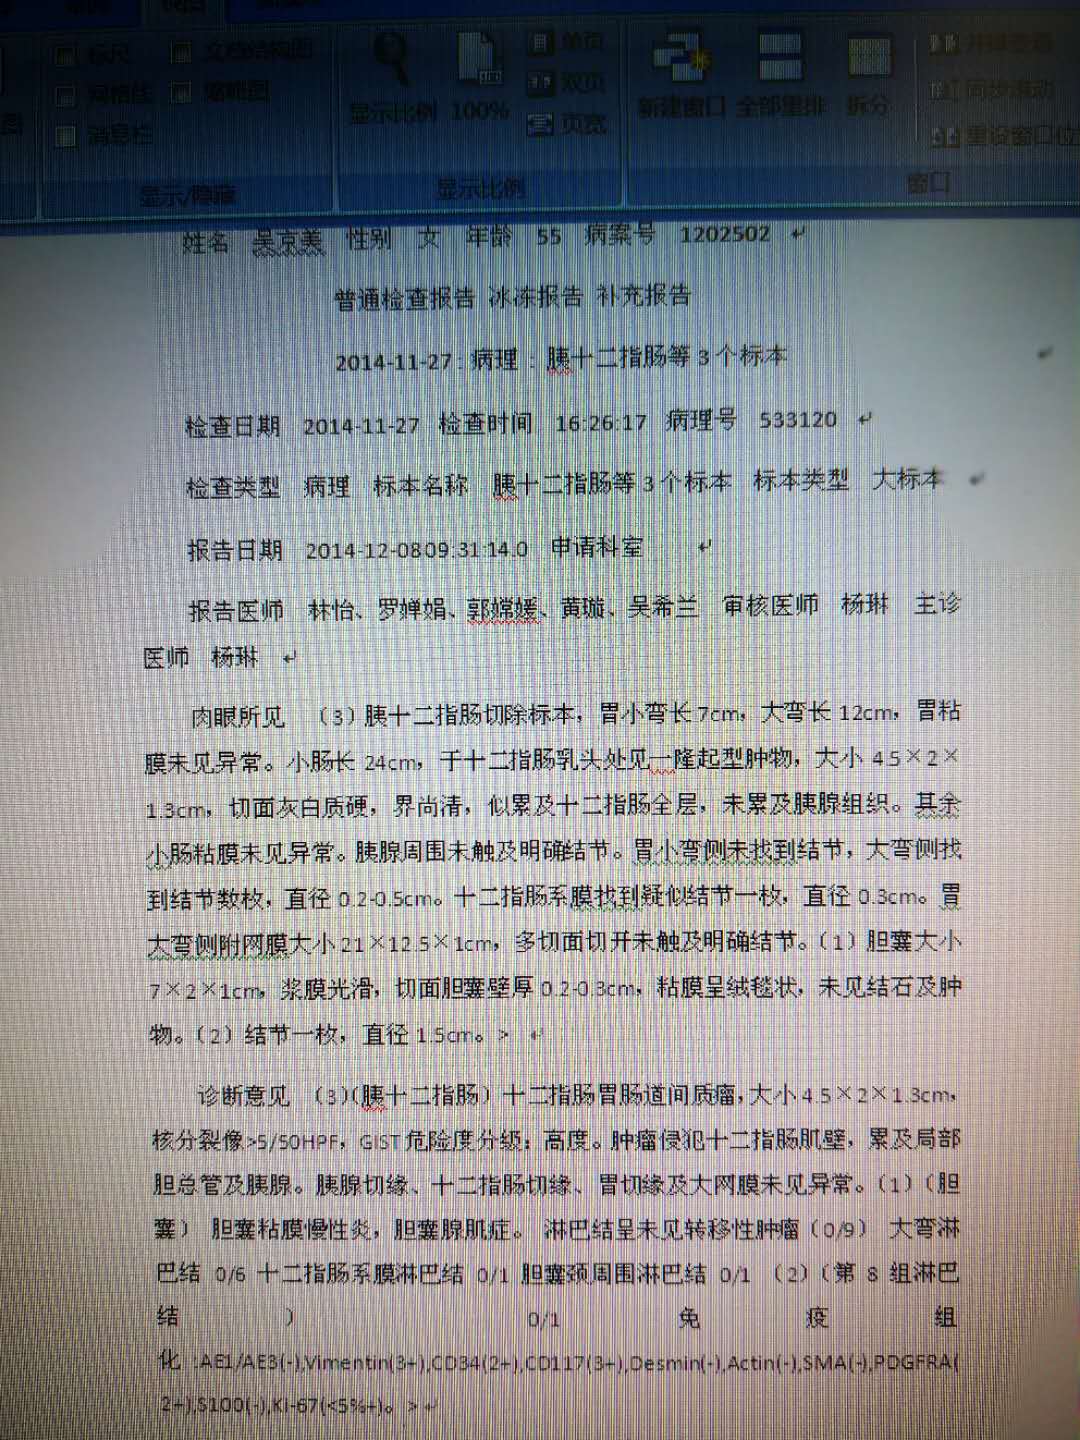 标尺 文档结构图 单页 并排查看
网格线 缩略图 显示比例 100% 双页 新建窗口 全部重排 拆分 同步滚动
消息栏 页宽 重设窗口位
显示/隐藏 显示比例 窗口
姓名 吴京美 性别 女 年龄 55 病案号 1202502
普通检查报告 冰冻报告 补充报告
2014-11-27 : 病理 : 胰十二指肠等 3 个标本
检查日期 2014-11-27 检查时间 16:26:17 病理号 533120
检查类型 病理 标本名称 胰十二指肠等 3 个标本 标本类型 大标本
报告日期 2014-12-08 09:31:14.0 申请科室
报告医师 林怡、罗婵娟、郭嫦媛、黄璇、吴希兰 审核医师 杨琳 主诊
医师 杨琳
肉眼所见 （3）胰十二指肠切除标本，胃小弯长 7cm，大弯长 12cm，胃粘
膜未见异常。小肠长 24cm，于十二指肠乳头处见一隆起型肿物，大小 4.5×2×
1.3cm，切面灰白质硬，界尚清，似累及十二指肠全层，未累及胰腺组织。其余
小肠粘膜未见异常。胰腺周围未触及明确结节。胃小弯侧未找到结节，大弯侧找
到结节数枚，直径 0.2-0.5cm。十二指肠系膜找到疑似结节一枚，直径 0.3cm。胃
大弯侧附网膜大小 21×12.5×1cm，多切面切开未触及明确结节。（1）胆囊大小
7×2×1cm，浆膜光滑，切面胆囊壁厚 0.2-0.3cm，粘膜呈绒毯状，未见结石及肿
物。（2）结节一枚，直径 1.5cm。>
诊断意见 （3）（胰十二指肠）十二指肠胃肠道间质瘤，大小 4.5×2×1.3cm，
核分裂像>5/50HPF，GIST 危险度分级：高度。肿瘤侵犯十二指肠肌壁，累及局部
胆总管及胰腺。胰腺切缘、十二指肠切缘、胃切缘及大网膜未见异常。（1）（胆
囊） 胆囊粘膜慢性炎，胆囊腺肌症。 淋巴结呈未见转移性肿瘤（0/9） 大弯淋
巴结 0/6 十二指肠系膜淋巴结 0/1 胆囊颈周围淋巴结 0/1 （2）（第 8 组淋巴
结 ） 0/1 免 疫 组
化 :AE1/AE3(-),Vimentin(3+),CD34(2+),CD117(3+),Desmin(-),Actin(-),SMA(-),PDGFRA(
2+),S100(-),Ki-67(<5%+)。>